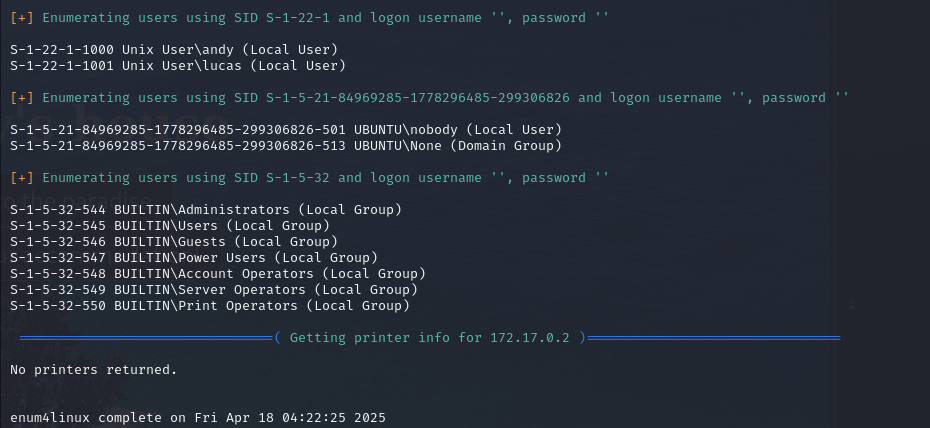 [+] Enumerating users using SID S-1-22-1 and logon username '', password ''
S-1-22-1-1000 Unix User\andy (Local User)
S-1-22-1-1001 Unix User\lucas (Local User)
[+] Enumerating users using SID S-1-5-21-84969285-1778296485-299306826 and logon username '', password ''
S-1-5-21-84969285-1778296485-299306826-501 UBUNTU\nobody (Local User)
S-1-5-21-84969285-1778296485-299306826-513 UBUNTU\None (Domain Group)
[+] Enumerating users using SID S-1-5-32 and logon username '', password ''
S-1-5-32-544 BUILTIN\Administrators (Local Group)
S-1-5-32-545 BUILTIN\Users (Local Group)
S-1-5-32-546 BUILTIN\Guests (Local Group)
S-1-5-32-547 BUILTIN\Power Users (Local Group)
S-1-5-32-548 BUILTIN\Account Operators (Local Group)
S-1-5-32-549 BUILTIN\Server Operators (Local Group)
S-1-5-32-550 BUILTIN\Print Operators (Local Group)
( Getting printer info for 172.17.0.2 )
No printers returned.
enum4linux complete on Fri Apr 18 04:22:25 2025